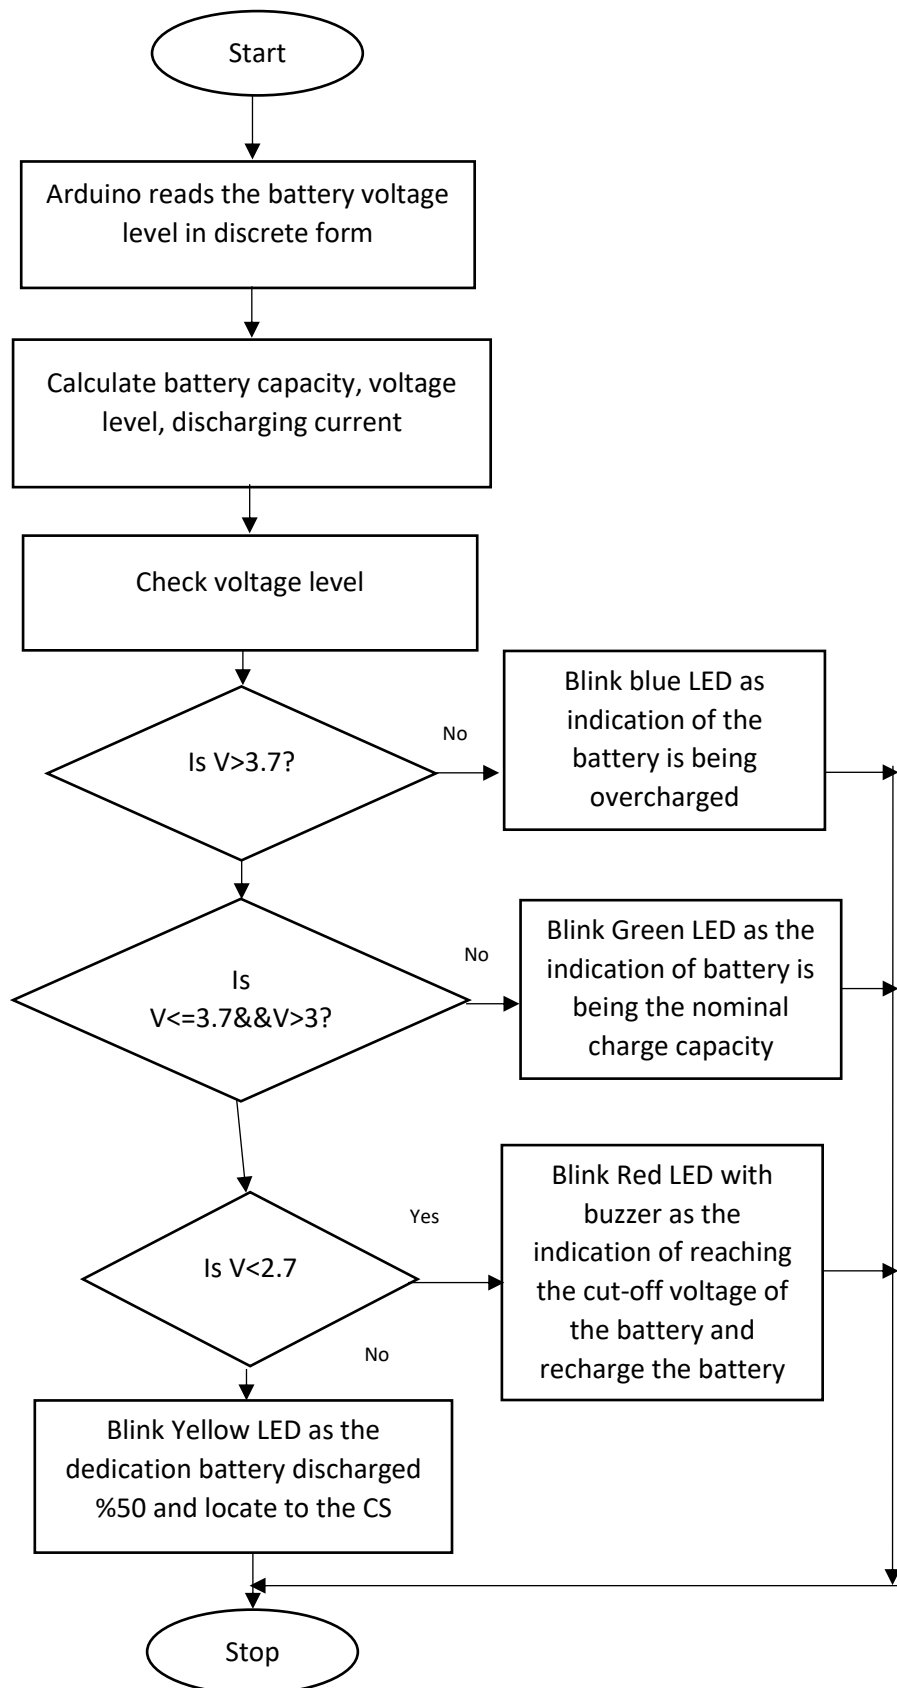 Start
Arduino reads the battery voltage
level in discrete form
Calculate battery capacity, voltage
level, discharging current
Check voltage level
Is V>3.7?
No
Blink blue LED as
indication of the
battery is being
overcharged
Is
V<=3.7&&V>3?
No
Blink Green LED as the
indication of battery is
being the nominal
charge capacity
Is V<2.7
Yes
Blink Red LED with
buzzer as the
indication of reaching
the cut-off voltage of
the battery and
recharge the battery
No
Blink Yellow LED as the
dedication battery discharged
%50 and locate to the CS
Stop